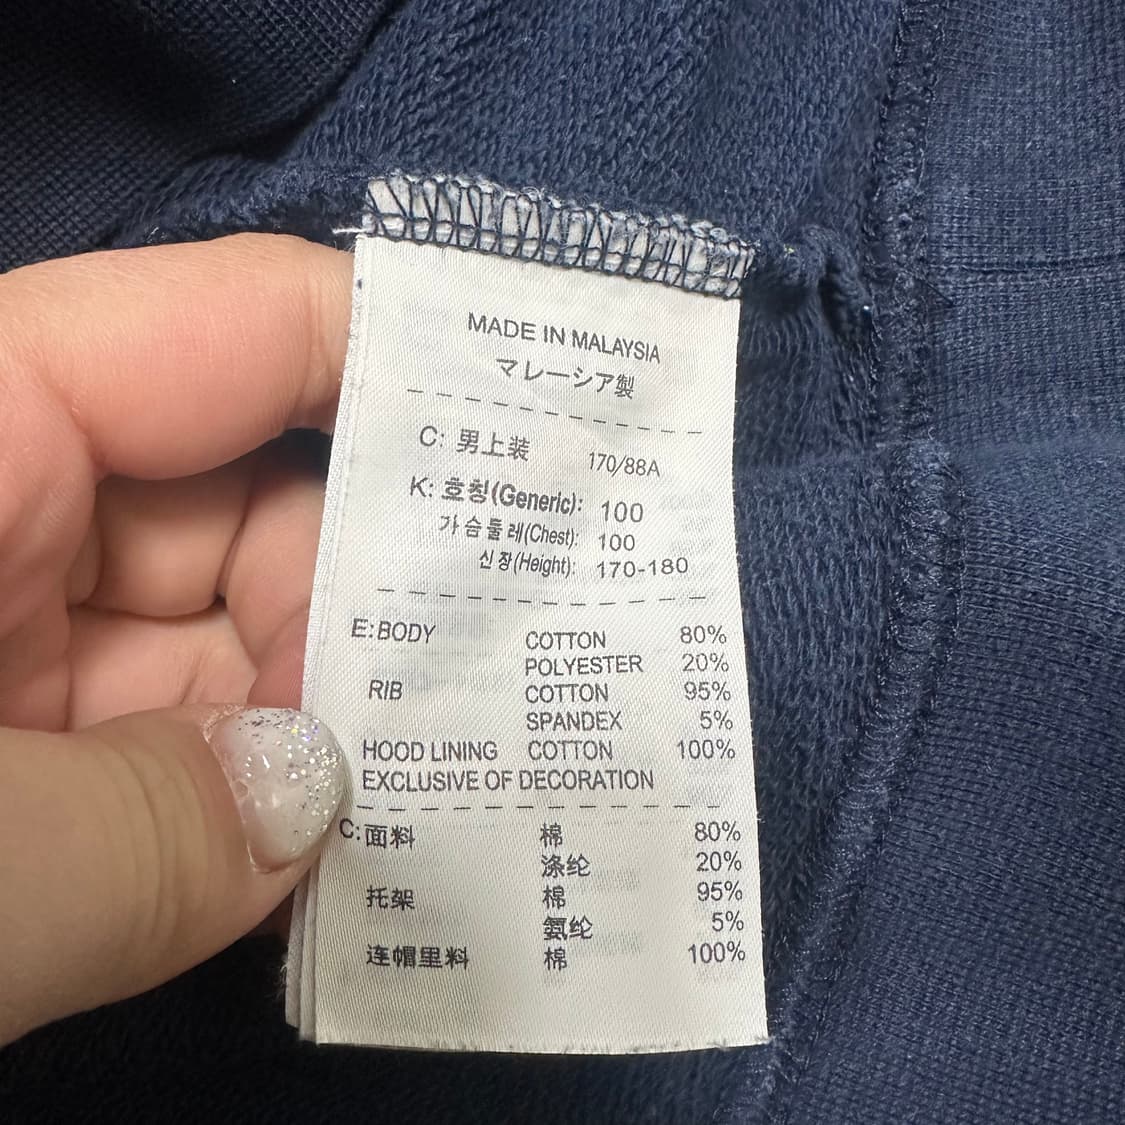 MADE IN MALAYSIA
マレーシア製
C: 男上装 170/88A
K: 호칭(Generic): 100
가슴둘레(Chest): 100
신장(Height): 170-180
E:BODY COTTON 80%
POLYESTER 20%
RIB COTTON 95%
SPANDEX 5%
HOOD LINING COTTON 100%
EXCLUSIVE OF DECORATION
C:面料 棉 80%
涤纶 20%
托架 棉 95%
氨纶 5%
连帽里料 棉 100%